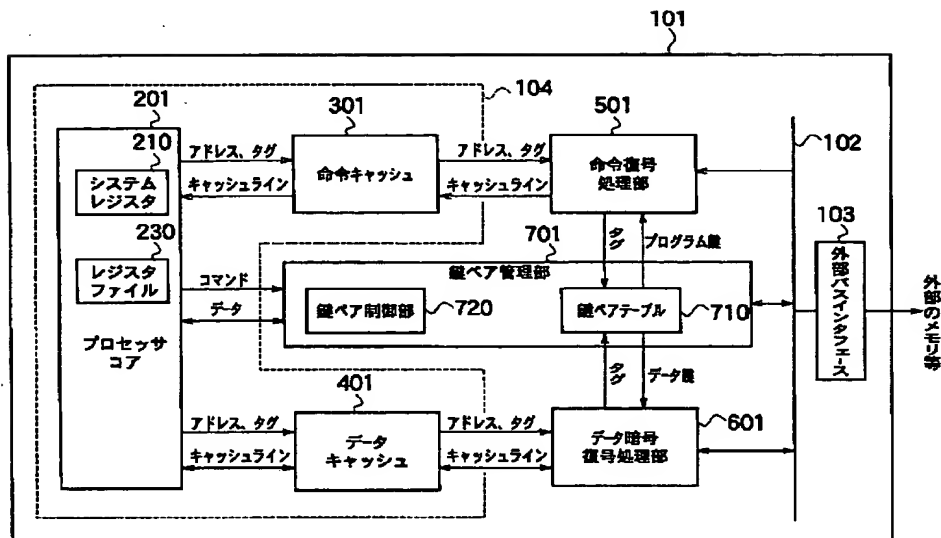 101
104
201
301
501
102
210
アドレス、タグ
アドレス、タグ
システム
レジスタ
命令キャッシュ
命令復号
処理部
キャッシュライン
キャッシュライン
103
230
701
タグ
プログラム鍵
レジスタ
ファイル
コマンド
鍵ペア管理部
外部バスインタフェース
外部のメモリ等
データ
鍵ペア制御部
720
鍵ペアテーブル
710
プロセッサ
コア
401
タグ
データ鍵
601
アドレス、タグ
アドレス、タグ
データ
キャッシュ
データ暗号
復号処理部
キャッシュライン
キャッシュライン